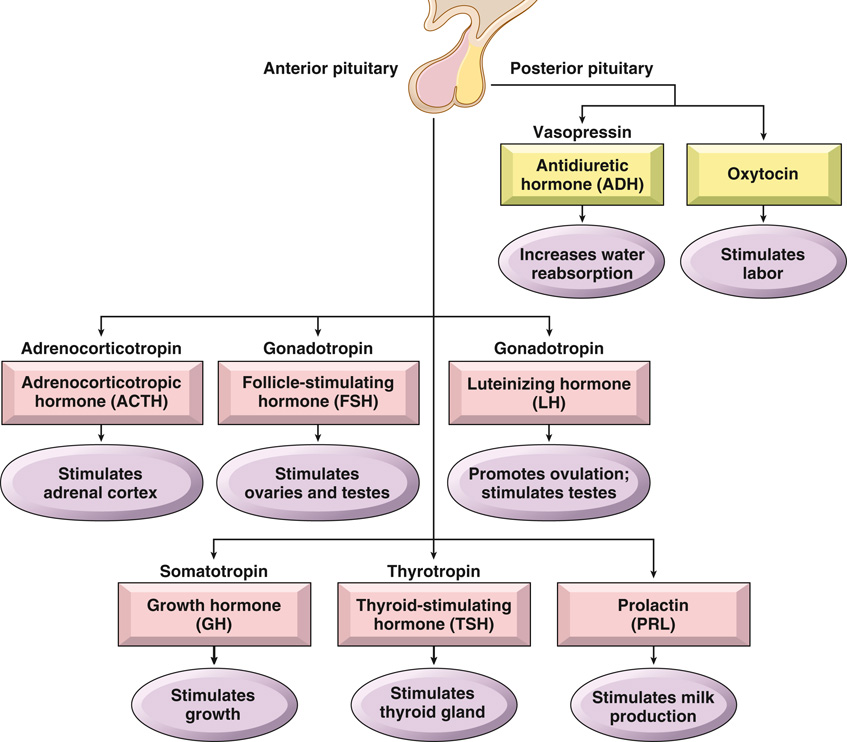 Anterior pituitary
Posterior pituitary
Vasopressin
Antidiuretic
hormone (ADH)
Oxytocin
Increases water
reabsorption
Stimulates
labor
Adrenocorticotropin
Gonadotropin
Gonadotropin
Adrenocorticotropic
hormone (ACTH)
Follicle-stimulating
hormone (FSH)
Luteinizing hormone
(LH)
Stimulates
adrenal cortex
Stimulates
ovaries and testes
Promotes ovulation;
stimulates testes
Somatotropin
Thyrotropin
Growth hormone
(GH)
Thyroid-stimulating
hormone (TSH)
Prolactin
(PRL)
Stimulates
growth
Stimulates
thyroid gland
Stimulates milk
production